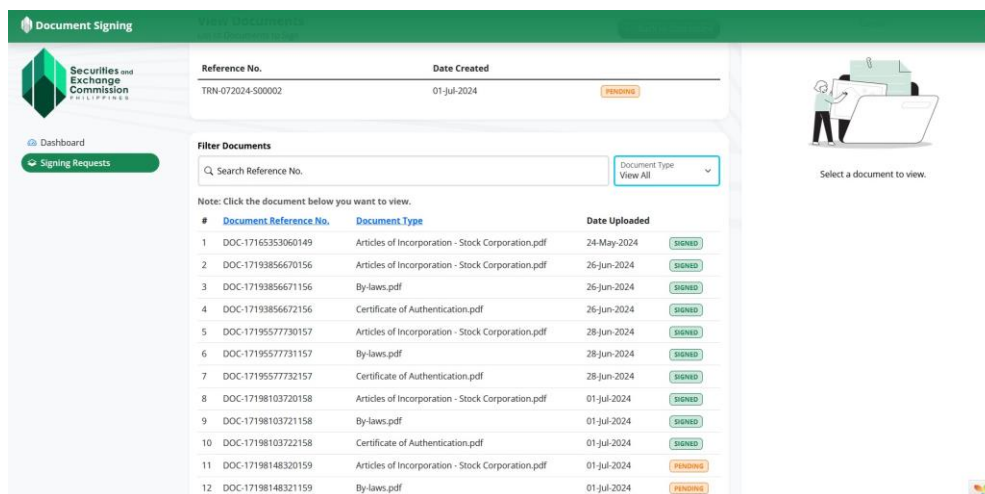 Document Signing
View Documents
Securities and
Exchange
Commission
PHILIPPINES
Dashboard
Signing Requests
Reference No. Date Created
TRN-072024-S00002 01-Jul-2024 PENDING
Filter Documents
Search Reference No.
Document Type
View All
Note: Click the document below you want to view.
# Document Reference No. Document Type Date Uploaded
1 DOC-17165353060149 Articles of Incorporation - Stock Corporation.pdf 24-May-2024 SIGNED
2 DOC-17193856670156 Articles of Incorporation - Stock Corporation.pdf 26-Jun-2024 SIGNED
3 DOC-17193856671156 By-laws.pdf 26-Jun-2024 SIGNED
4 DOC-17193856672156 Certificate of Authentication.pdf 26-Jun-2024 SIGNED
5 DOC-17195577730157 Articles of Incorporation - Stock Corporation.pdf 28-Jun-2024 SIGNED
6 DOC-17195577731157 By-laws.pdf 28-Jun-2024 SIGNED
7 DOC-17195577732157 Certificate of Authentication.pdf 28-Jun-2024 SIGNED
8 DOC-17198103720158 Articles of Incorporation - Stock Corporation.pdf 01-Jul-2024 SIGNED
9 DOC-17198103721158 By-laws.pdf 01-Jul-2024 SIGNED
10 DOC-17198103722158 Certificate of Authentication.pdf 01-Jul-2024 SIGNED
11 DOC-17198148320159 Articles of Incorporation - Stock Corporation.pdf 01-Jul-2024 PENDING
12 DOC-17198148321159 By-laws.pdf 01-Jul-2024 PENDING
Select a document to view.